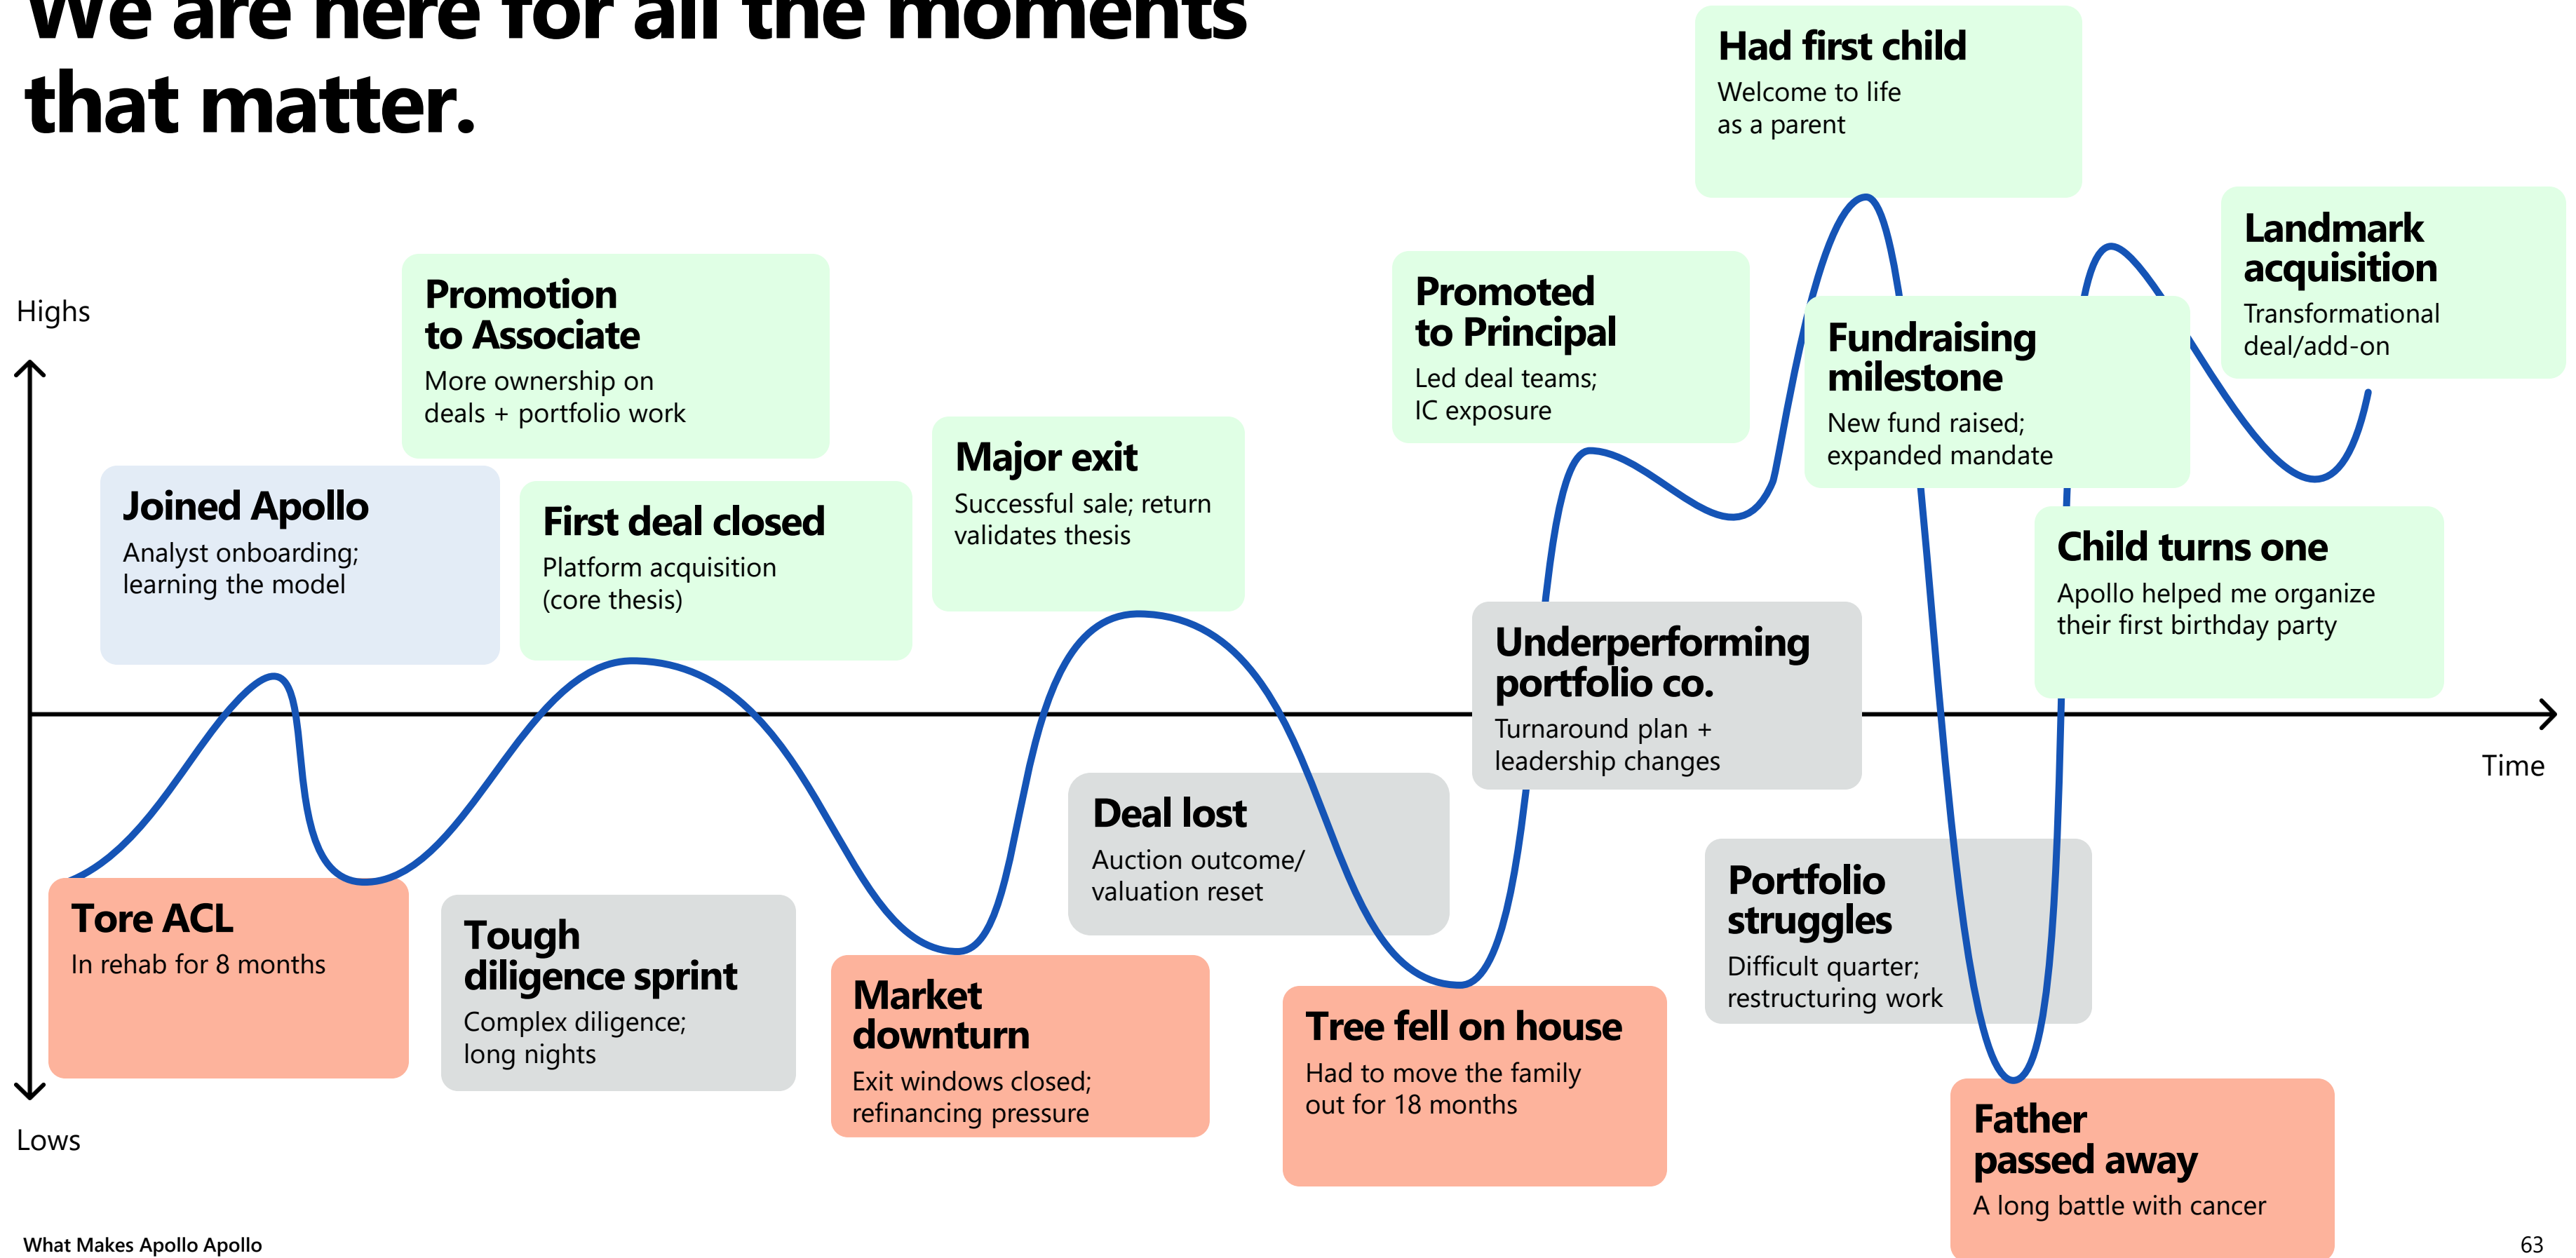 We are here for all the moments
that matter.
Had first child
Welcome to life
as a parent
Landmark
acquisition
Transformational
deal/add-on
Highs
Promotion
to Associate
More ownership on
deals + portfolio work
Promoted
to Principal
Led deal teams;
IC exposure
Fundraising
milestone
New fund raised;
expanded mandate
Joined Apollo
Analyst onboarding;
learning the model
First deal closed
Platform acquisition
(core thesis)
Major exit
Successful sale; return
validates thesis
Child turns one
Apollo helped me organize
their first birthday party
Underperforming
portfolio co.
Turnaround plan +
leadership changes
Time
Deal lost
Auction outcome/
valuation reset
Portfolio
struggles
Difficult quarter;
restructuring work
Tore ACL
In rehab for 8 months
Tough
diligence sprint
Complex diligence;
long nights
Market
downturn
Exit windows closed;
refinancing pressure
Tree fell on house
Had to move the family
out for 18 months
Father
passed away
A long battle with cancer
Lows
What Makes Apollo Apollo
63